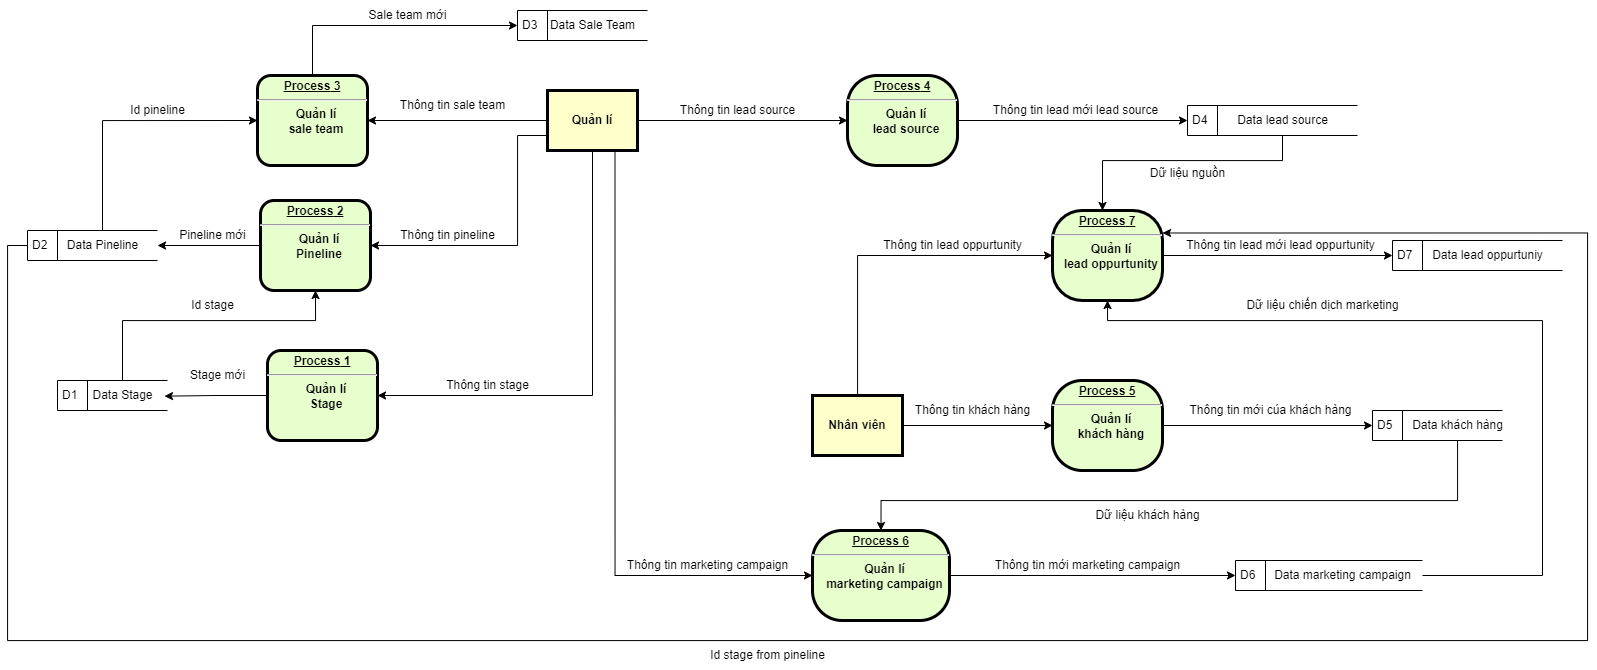 Sale team mới
D3
Data Sale Team
Process 3
Quản lí
sale team
Id pineline
Thông tin sale team
Quản lí
Thông tin lead source
Process 4
Quản lí
lead source
Thông tin lead mới lead source
D4
Data lead source
Dữ liệu nguồn
Process 2
Quản lí
Pineline
D2
Data Pineline
Pineline mới
Thông tin pineline
Process 7
Quản lí
lead oppurtunity
Thông tin lead oppurtunity
Thông tin lead mới lead oppurtunity
D7
Data lead oppurtuniy
Id stage
Dữ liệu chiến dịch marketing
Process 1
Quản lí
Stage
D1
Data Stage
Stage mới
Thông tin stage
Nhân viên
Thông tin khách hàng
Process 5
Quản lí
khách hàng
Thông tin mới của khách hàng
D5
Data khách hàng
Dữ liệu khách hàng
Thông tin marketing campaign
Process 6
Quản lí
marketing campaign
Thông tin mới marketing campaign
D6
Data marketing campaign
Id stage from pineline